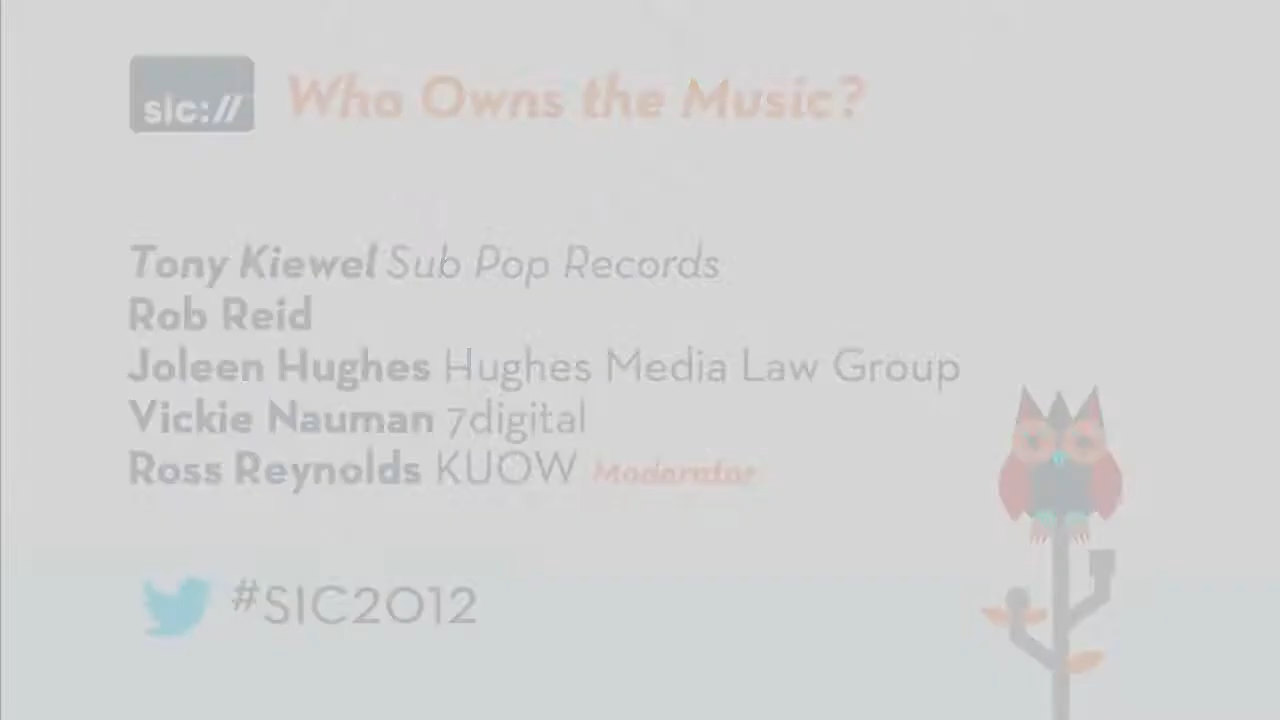 sic:// Who Owns the Music?
Tony Kiewel Sub Pop Records
Rob Reid
Joleen Hughes Hughes Media Law Group
Vickie Nauman 7digital
Ross Reynolds KUOW Moderator
#SIC2012